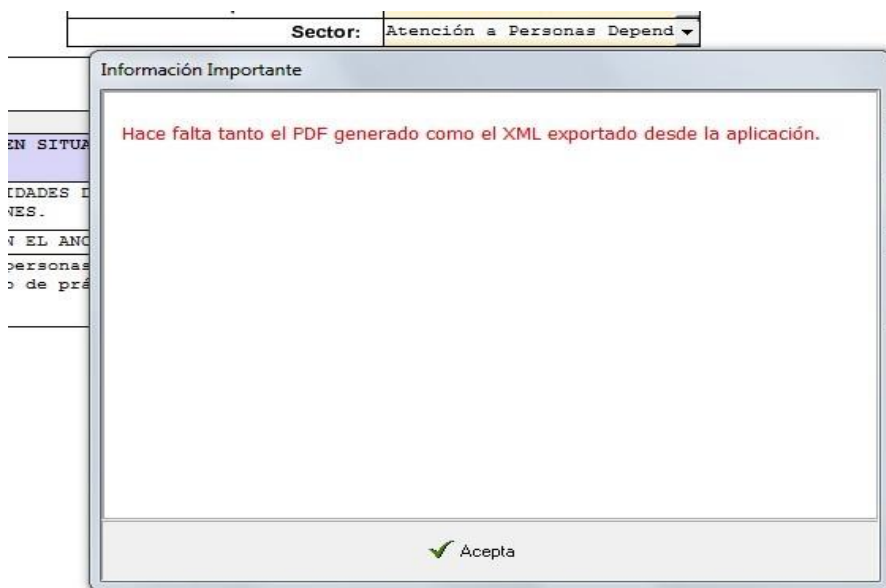 Sector: Atención a Personas Depend
Información Importante
Hace falta tanto el PDF generado como el XML exportado desde la aplicación.
EN SITUA
IDADES
NES.
EL ANO
personas
de prá
Acepta